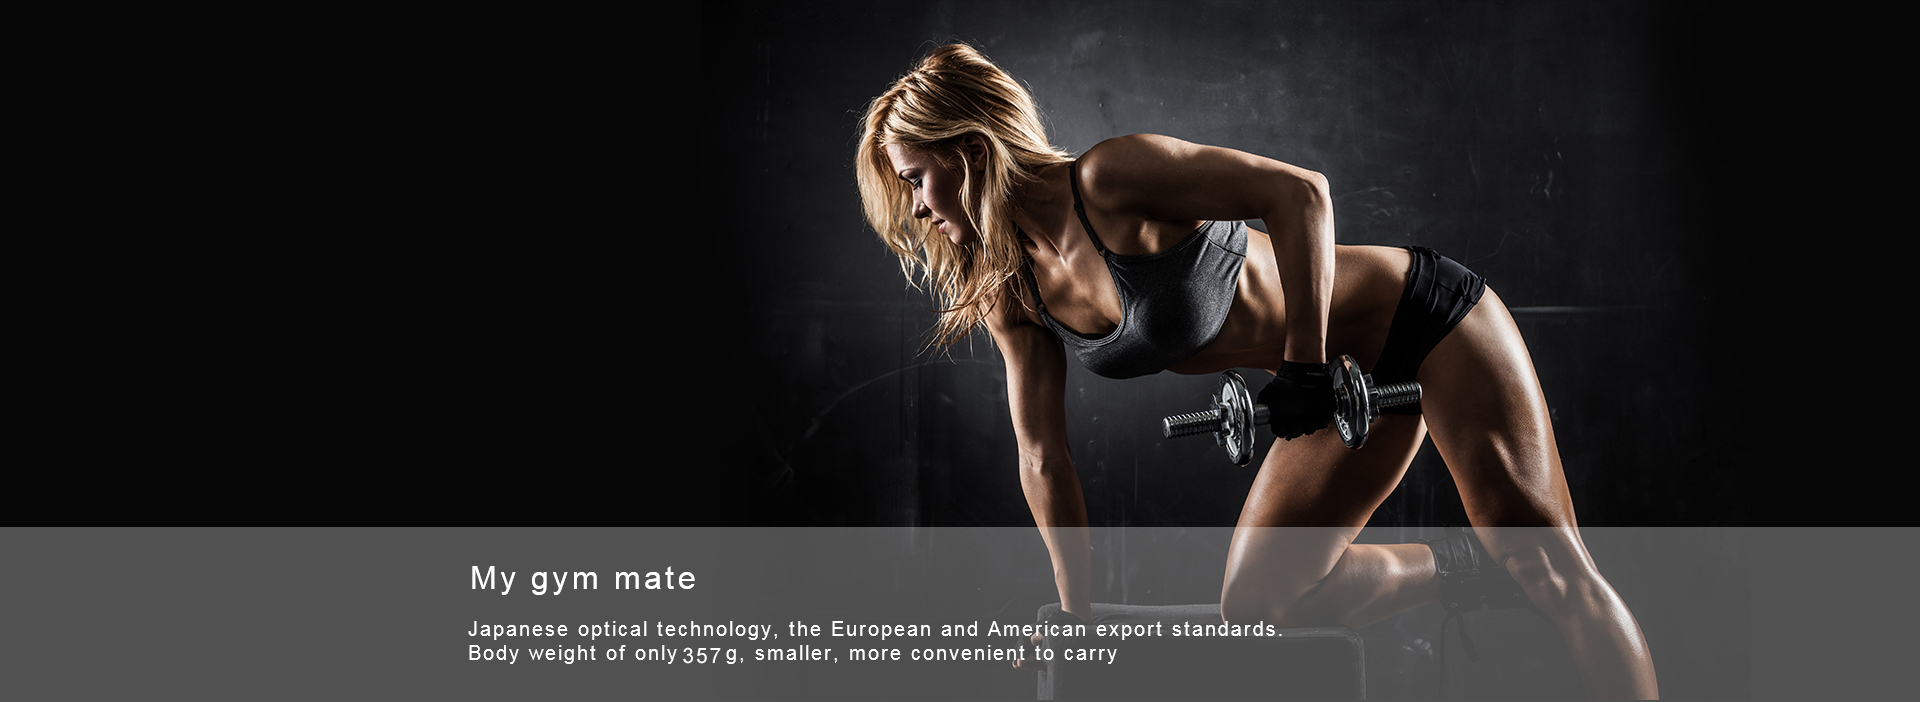 My gym mate
Japanese optical technology, the European and American export standards.
Body weight of only 357g, smaller, more convenient to carry